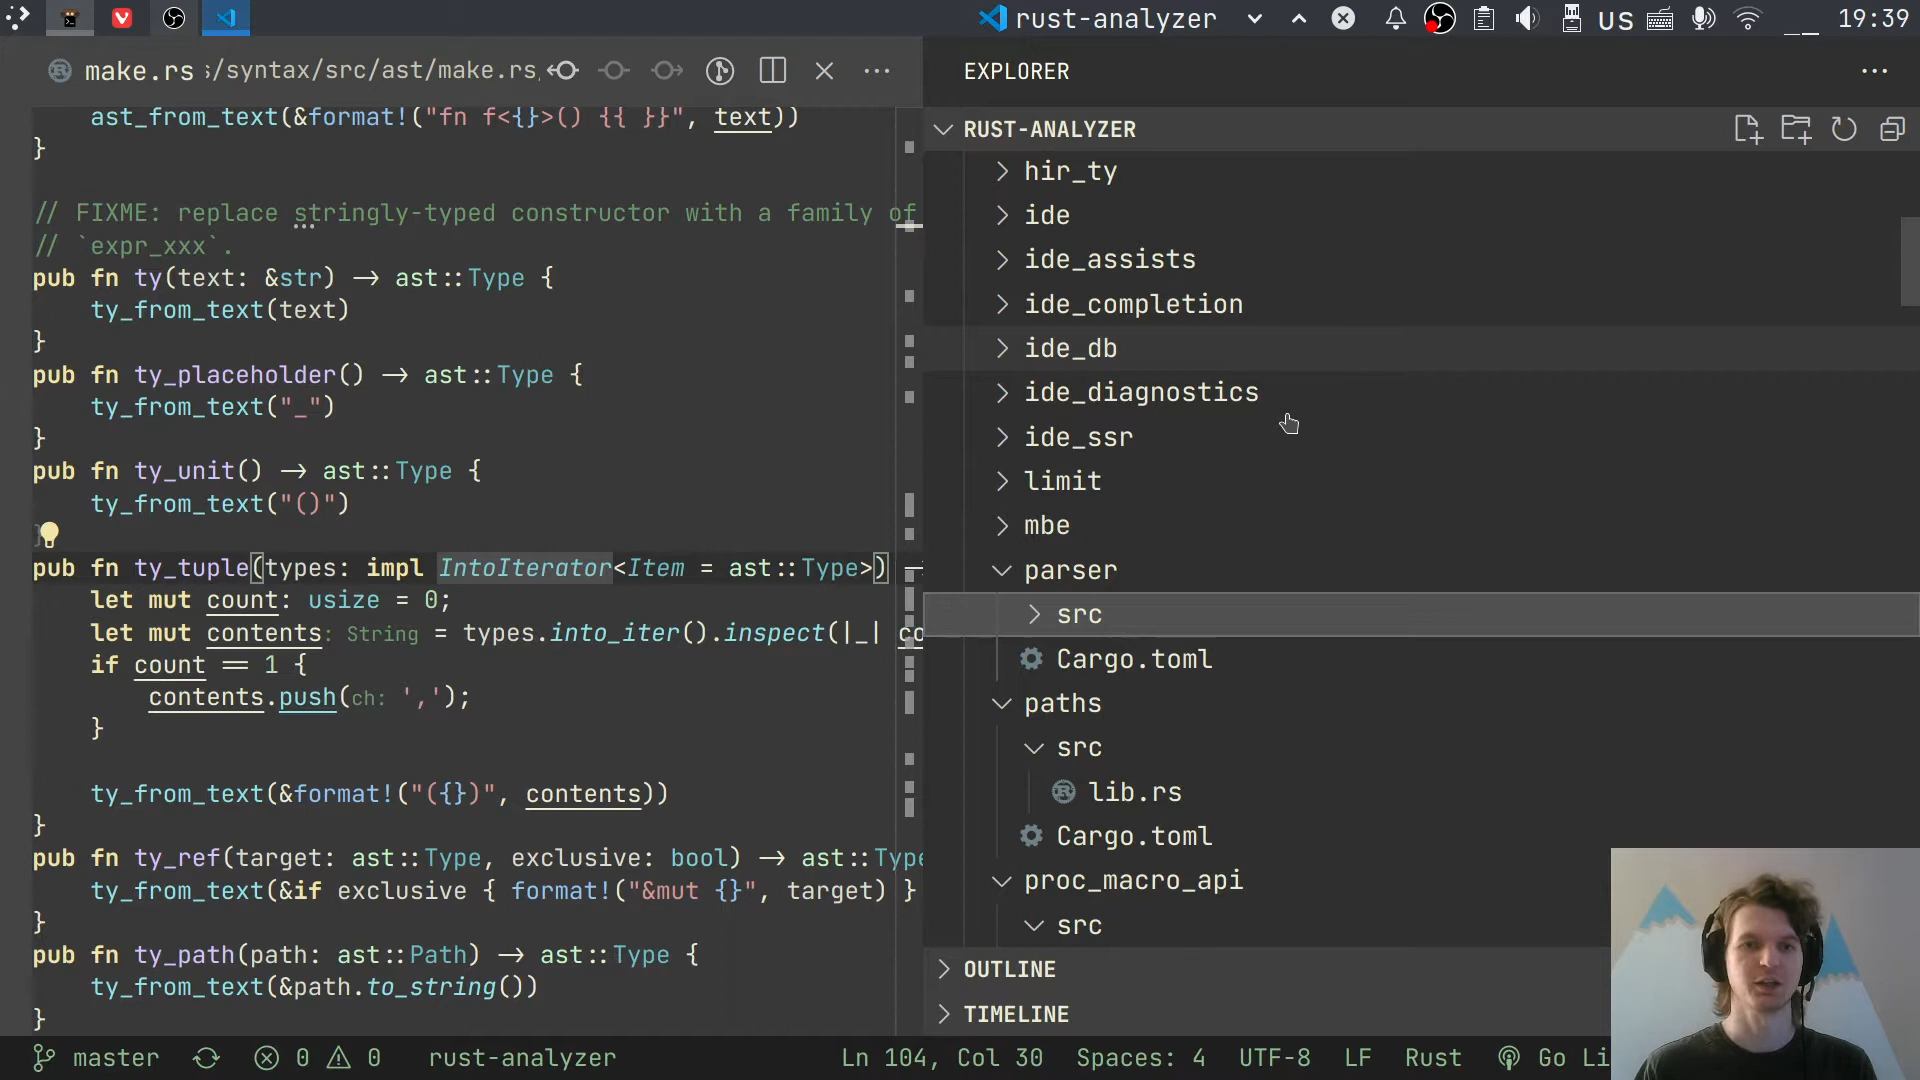 rust-analyzer
US
19:39
make.rs s/syntax/src/ast/make.rs,
EXPLORER
RUST-ANALYZER
ast_from_text(&format!("fn f<{}>() {{ }}", text))
}
// FIXME: replace stringly-typed constructor with a family of
// `expr_xxx`.
pub fn ty(text: &str) -> ast::Type {
ty_from_text(text)
}
pub fn ty_placeholder() -> ast::Type {
ty_from_text("_")
}
pub fn ty_unit() -> ast::Type {
ty_from_text("()")
}
pub fn ty_tuple(types: impl IntoIterator<Item = ast::Type>) -
let mut count: usize = 0;
let mut contents: String = types.into_iter().inspect(|_| co
if count == 1 {
contents.push(ch: ',');
}
ty_from_text(&format!("({})", contents))
}
pub fn ty_ref(target: ast::Type, exclusive: bool) -> ast::Type
ty_from_text(&if exclusive { format!("&mut {}", target) }
}
pub fn ty_path(path: ast::Path) -> ast::Type {
ty_from_text(&path.to_string())
}
hir_ty
ide
ide_assists
ide_completion
ide_db
ide_diagnostics
ide_ssr
limit
mbe
parser
src
Cargo.toml
paths
src
lib.rs
Cargo.toml
proc_macro_api
src
OUTLINE
TIMELINE
master
0
0
rust-analyzer
Ln 104, Col 30
Spaces: 4
UTF-8
LF
Rust
Go Li